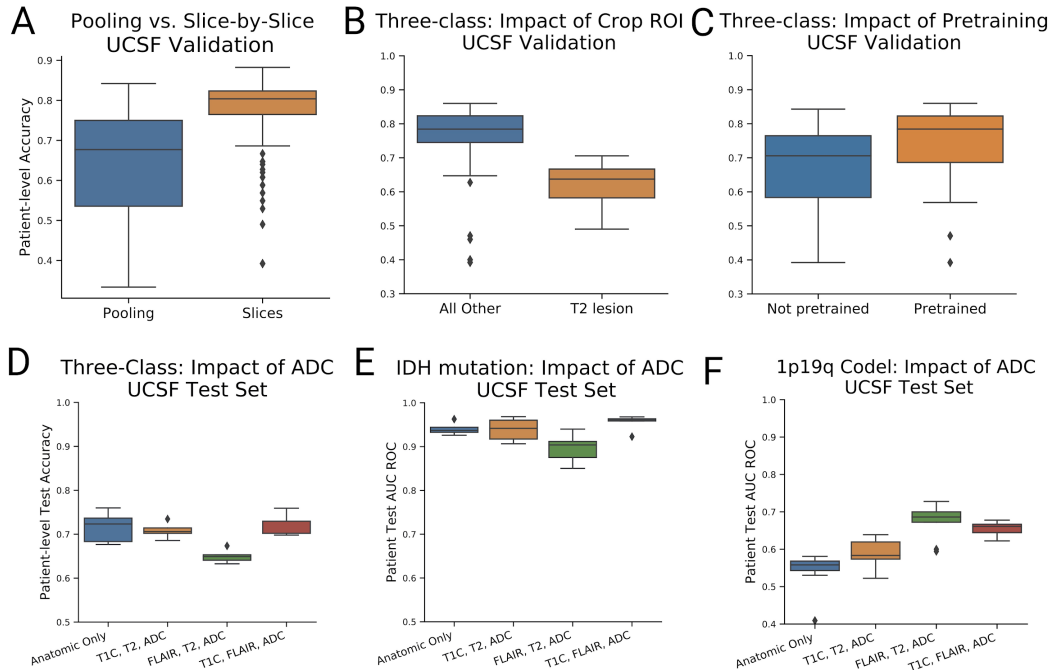 A
Pooling vs. Slice-by-Slice
UCSF Validation
Patient-level Accuracy
0.9
0.8
0.7
0.6
0.5
0.4
Pooling
Slices
B
Three-class: Impact of Crop ROI
UCSF Validation
1.0
0.9
0.8
0.7
0.6
0.5
0.4
0.3
All Other
T2 lesion
C
Three-class: Impact of Pretraining
UCSF Validation
1.0
0.9
0.8
0.7
0.6
0.5
0.4
0.3
Not pretrained
Pretrained
D
Three-Class: Impact of ADC
UCSF Test Set
Patient-level Test Accuracy
1.0
0.9
0.8
0.7
0.6
0.5
Anatomic Only
T1C, T2, ADC
FLAIR, T2, ADC
T1C, FLAIR, ADC
E
IDH mutation: Impact of ADC
UCSF Test Set
Patient Test AUC ROC
1.0
0.9
0.8
0.7
0.6
0.5
Anatomic Only
T1C, T2, ADC
FLAIR, T2, ADC
T1C, FLAIR, ADC
F
1p19q Codel: Impact of ADC
UCSF Test Set
Patient Test AUC ROC
1.0
0.9
0.8
0.7
0.6
0.5
0.4
Anatomic Only
T1C, T2, ADC
FLAIR, T2, ADC
T1C, FLAIR, ADC